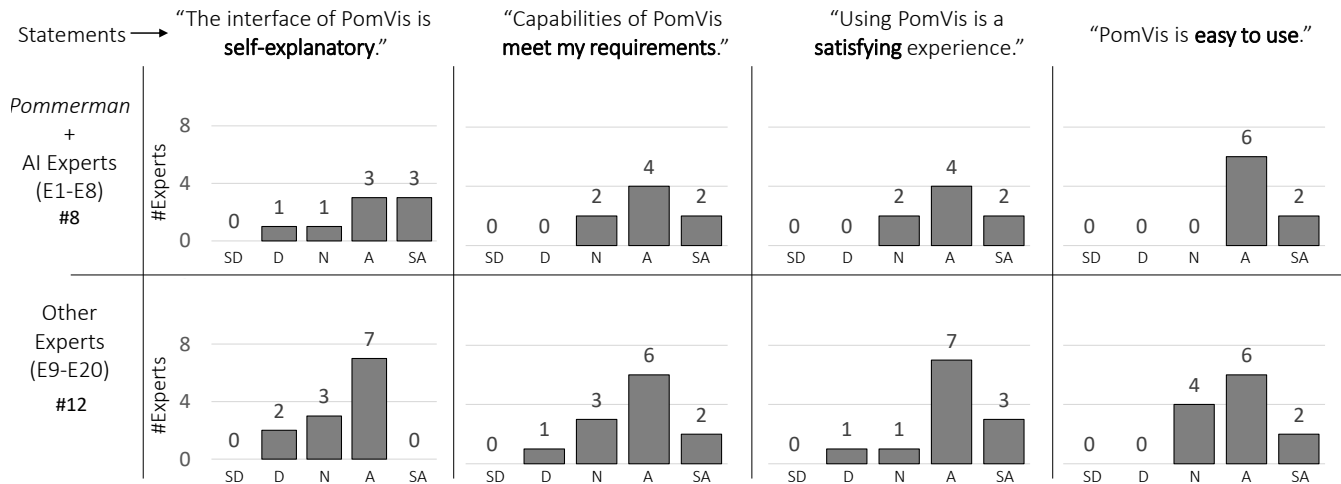 Statements
“The interface of PomVis is
self-explanatory.”
“Capabilities of PomVis
meet my requirements.”
“Using PomVis is a
satisfying experience.”
“PomVis is easy to use.”
Pommerman
+
AI Experts
(E1-E8)
#8
#Experts
8
4
0
0 1 1 3 3
SD D N A SA
0 0 2 4 2
SD D N A SA
0 0 2 4 2
SD D N A SA
0 0 0 6 2
SD D N A SA
Other
Experts
(E9-E20)
#12
#Experts
8
4
0
0 2 3 7 0
SD D N A SA
0 1 3 6 2
SD D N A SA
0 1 1 7 3
SD D N A SA
0 0 4 6 2
SD D N A SA